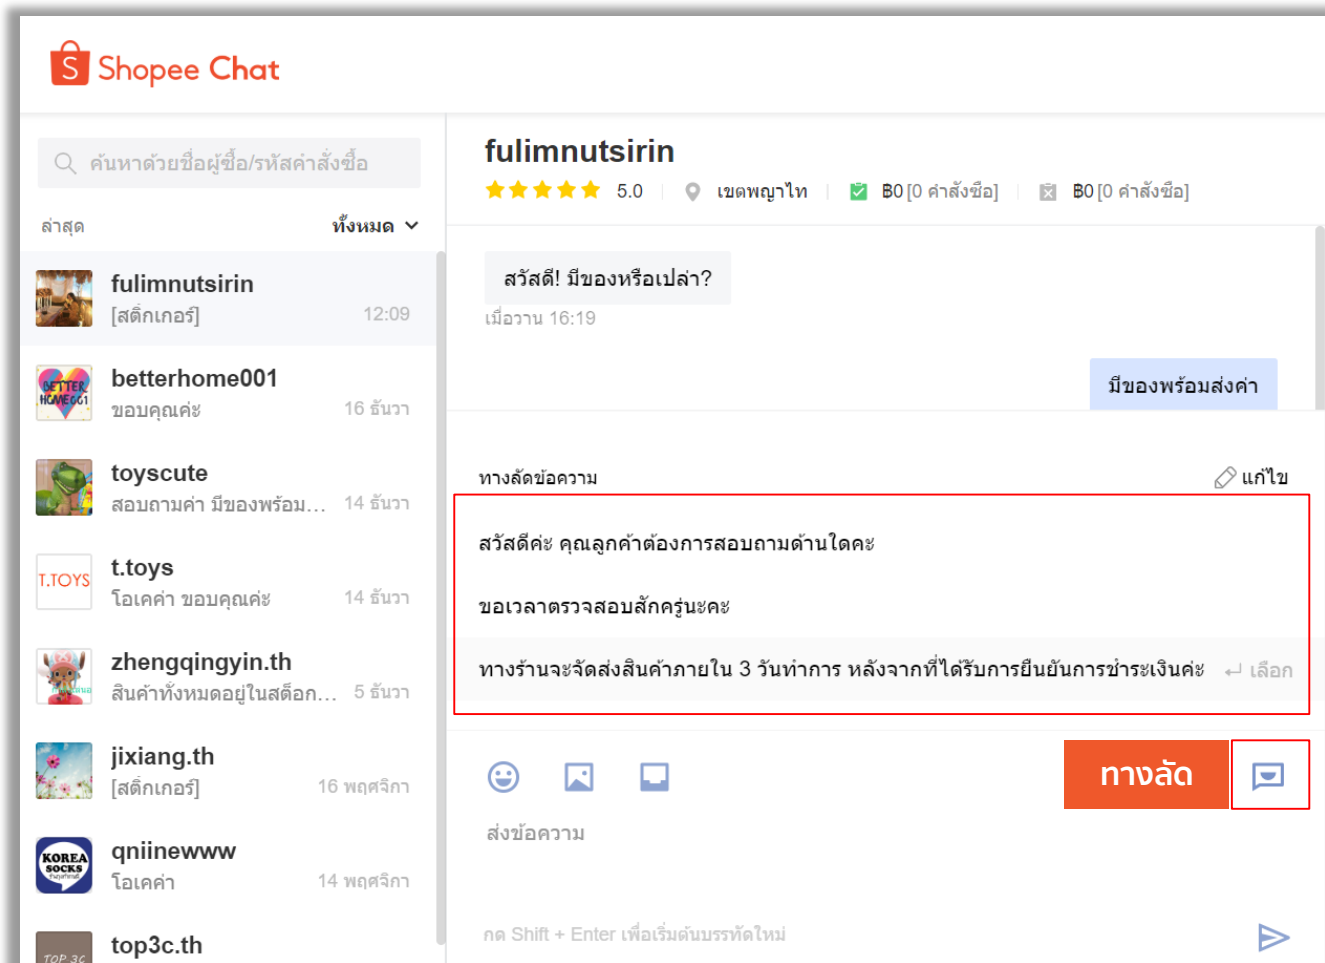 Shopee Chat
ค้นหาด้วยชื่อผู้ซื้อ/รหัสคำสั่งซื้อ
ล่าสุด ทั้งหมด
fulimnutsirin
[สติ๊กเกอร์] 12:09
BETTER HOME001
betterhome001
ขอบคุณค่ะ 16 ธันวา
toyscute
สอบถามค่า มีของพร้อม... 14 ธันวา
T.TOYS
t.toys
โอเคค่า ขอบคุณค่ะ 14 ธันวา
zhengqingyin.th
สินค้าทั้งหมดอยู่ในสต็อก... 5 ธันวา
jixiang.th
[สติ๊กเกอร์] 16 พฤศจิกา
KOREA
SOCKS
qniinewww
โอเคค่า 14 พฤศจิกา
TOP 3C
top3c.th
fulimnutsirin
5.0 เขตพญาไท ฿0 [0 คำสั่งซื้อ] ฿0 [0 คำสั่งซื้อ]
สวัสดี! มีของหรือเปล่า?
เมื่อวาน 16:19
มีของพร้อมส่งค่า
ทางลัดข้อความ แก้ไข
สวัสดีค่ะ คุณลูกค้าต้องการสอบถามด้านใดคะ
ขอเวลาตรวจสอบสักครู่นะคะ
ทางร้านจะจัดส่งสินค้าภายใน 3 วันทำการ หลังจากที่ได้รับการยืนยันการชำระเงินค่ะ เลือก
ทางลัด
ส่งข้อความ
กด Shift + Enter เพื่อเริ่มต้นบรรทัดใหม่